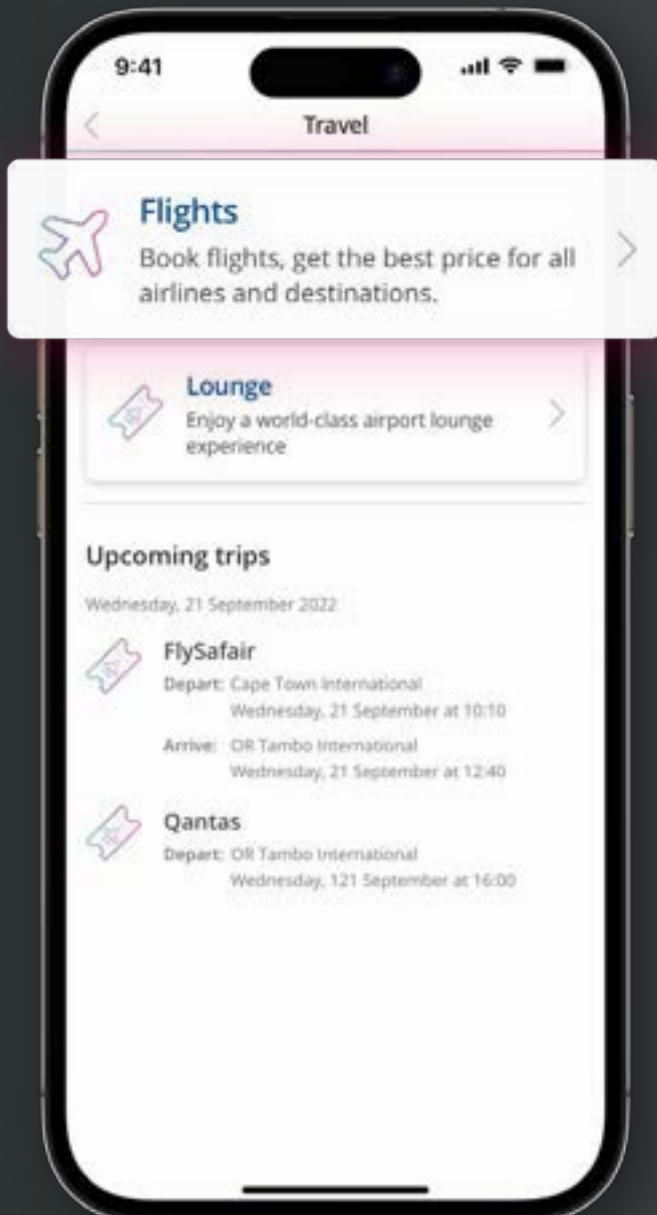 9:41
Travel
Flights
Book flights, get the best price for all
airlines and destinations.
Lounge
Enjoy a world-class airport lounge
experience
Upcoming trips
Wednesday, 21 September 2022
FlySafair
Depart: Cape Town International
Wednesday, 21 September at 10:10
Arrive: OR Tambo International
Wednesday, 21 September at 12:40
Qantas
Depart: OR Tambo International
Wednesday, 121 September at 16:00